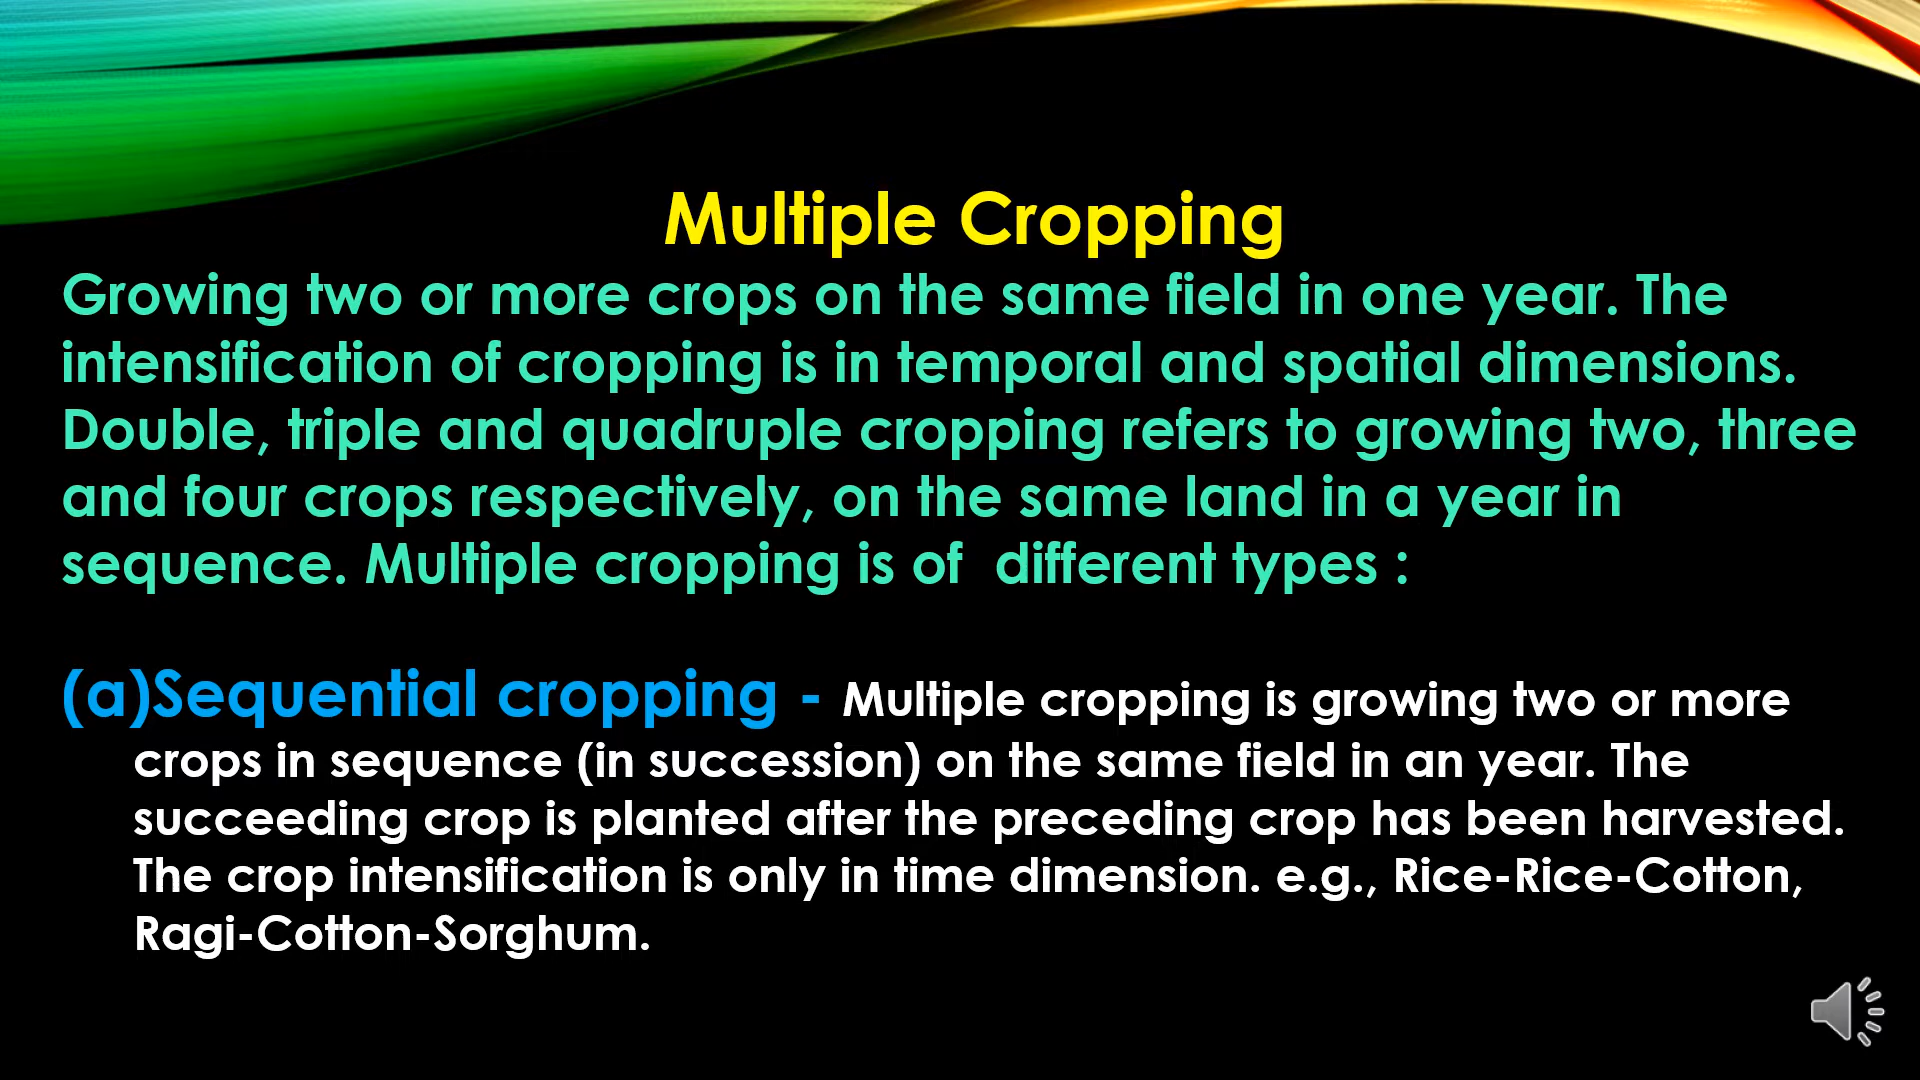 Multiple Cropping
Growing two or more crops on the same field in one year. The
intensification of cropping is in temporal and spatial dimensions.
Double, triple and quadruple cropping refers to growing two, three
and four crops respectively, on the same land in a year in
sequence. Multiple cropping is of  different types :
(a)Sequential cropping - Multiple cropping is growing two or more
crops in sequence (in succession) on the same field in an year. The
succeeding crop is planted after the preceding crop has been harvested.
The crop intensification is only in time dimension. e.g., Rice-Rice-Cotton,
Ragi-Cotton-Sorghum.